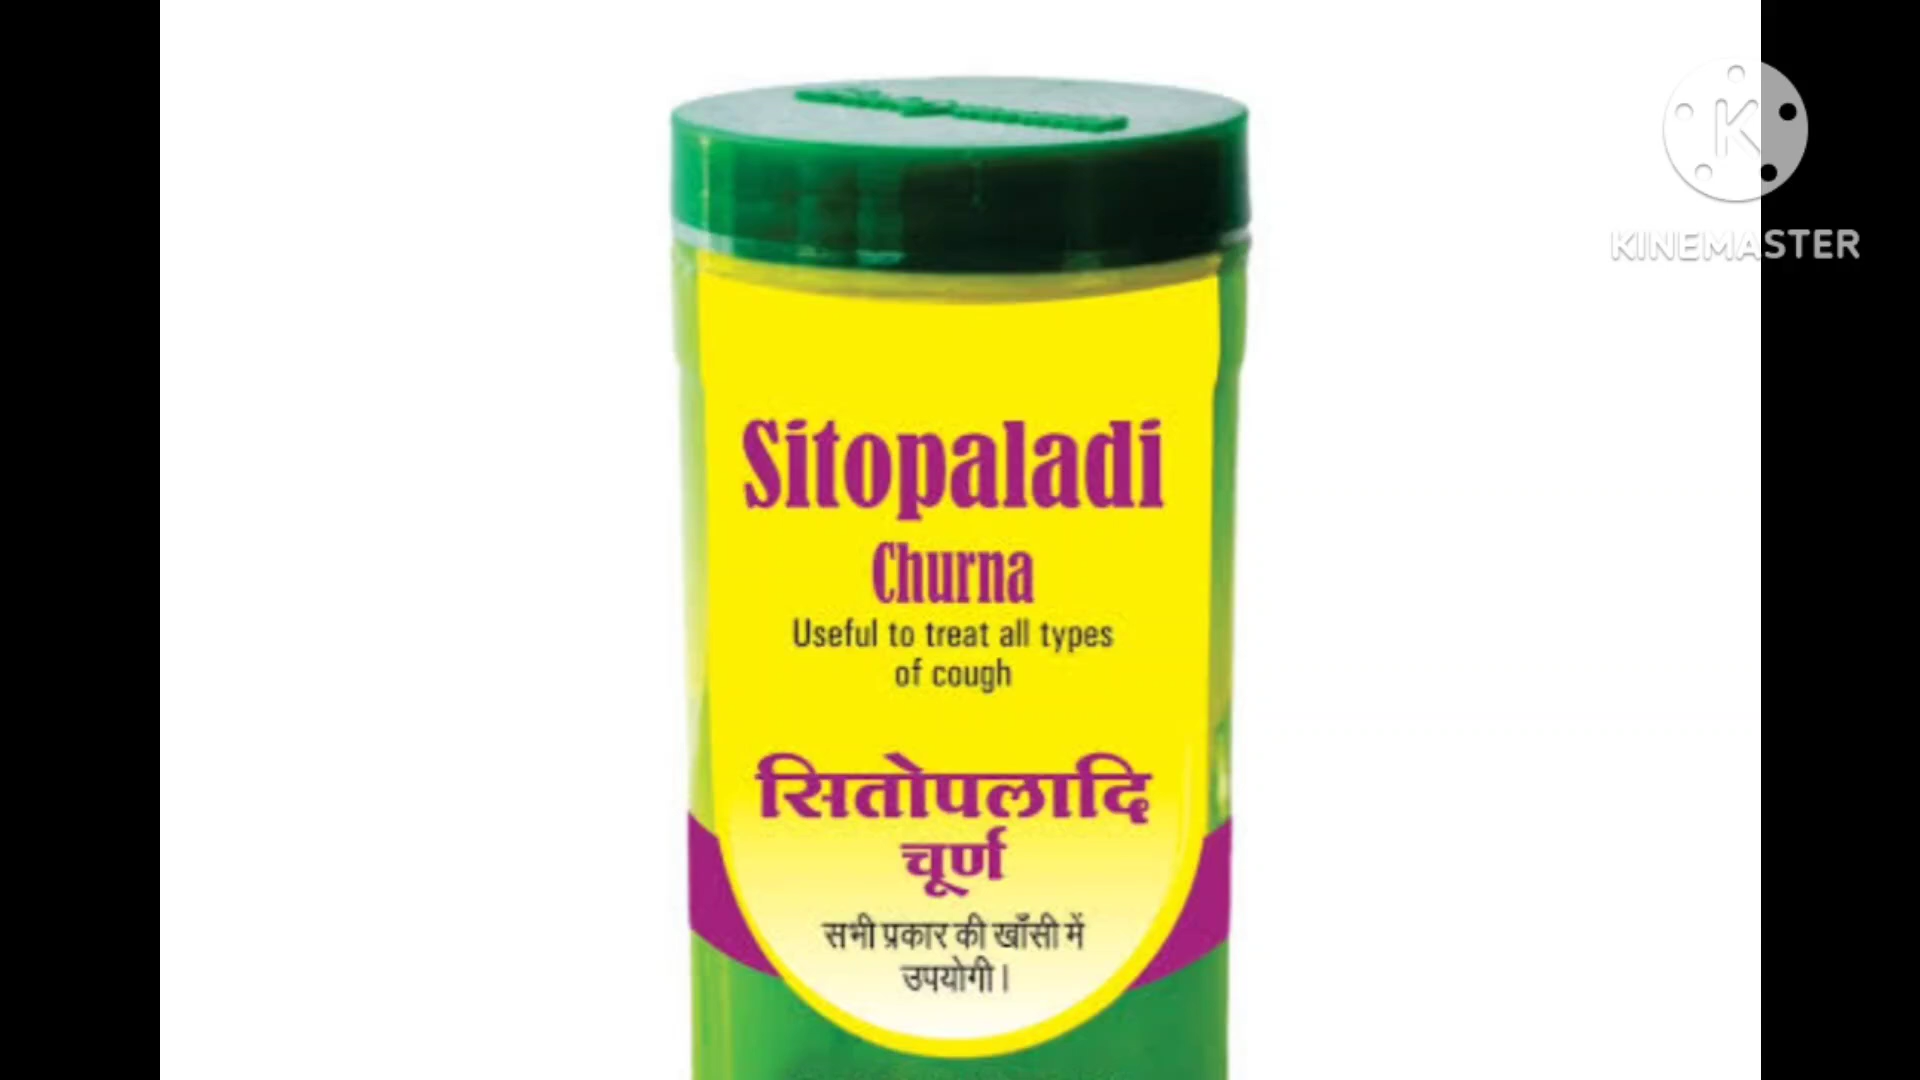 KINEMASTER
Sitopaladi
Churna
Useful to treat all types
of cough
सितोपलादि
चूर्ण
सभी प्रकार की खाँसी में
उपयोगी।